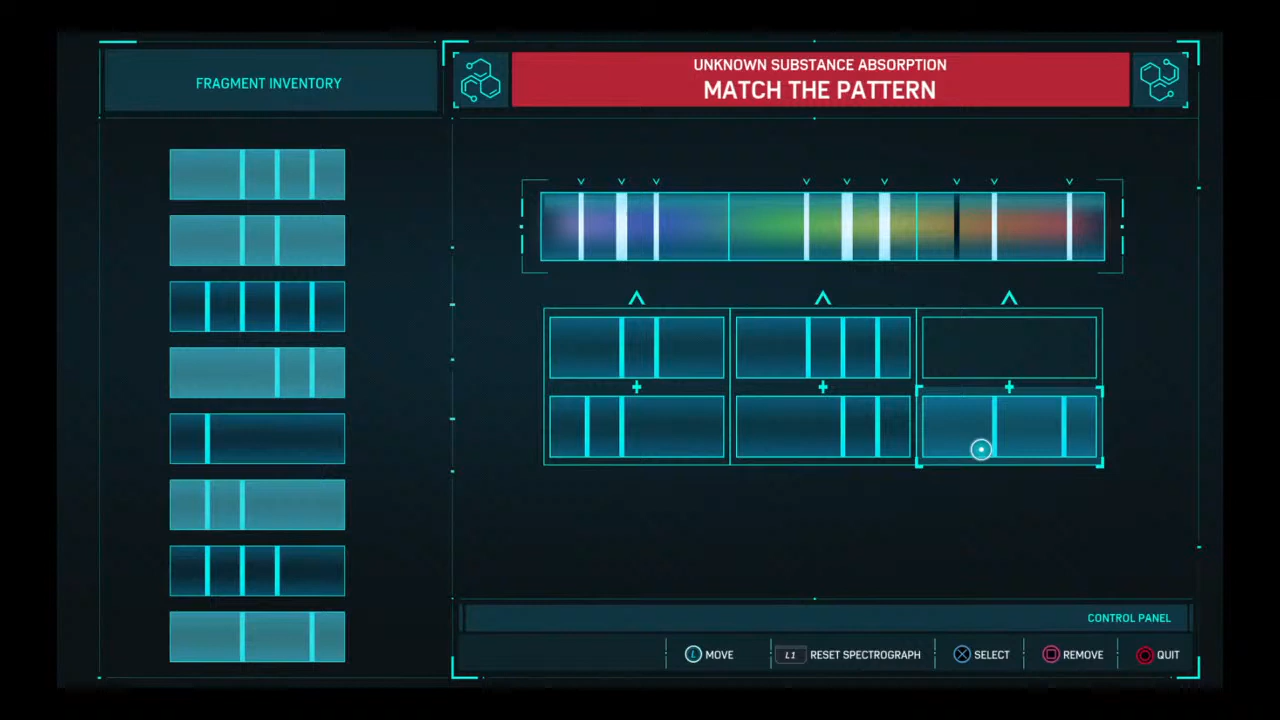 FRAGMENT INVENTORY
UNKNOWN SUBSTANCE ABSORPTION
MATCH THE PATTERN
CONTROL PANEL
L MOVE
L1 RESET SPECTROGRAPH
SELECT
REMOVE
QUIT